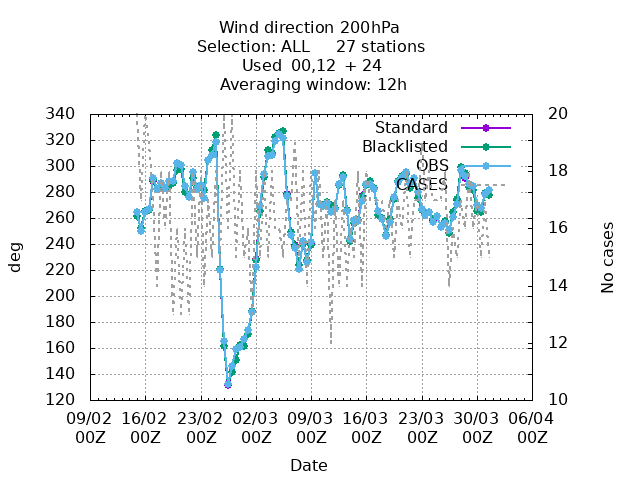 Wind direction 200hPa
Selection: ALL 27 stations
Used 00,12 + 24
Averaging window: 12h
340
320
300
280
260
240
220
200
180
160
140
120
20
18
16
14
12
10
Standard
Blacklisted
OBS
CASES
deg
No cases
09/02 16/02 23/02 02/03 09/03 16/03 23/03 30/03 06/04
00Z 00Z 00Z 00Z 00Z 00Z 00Z 00Z 00Z
Date